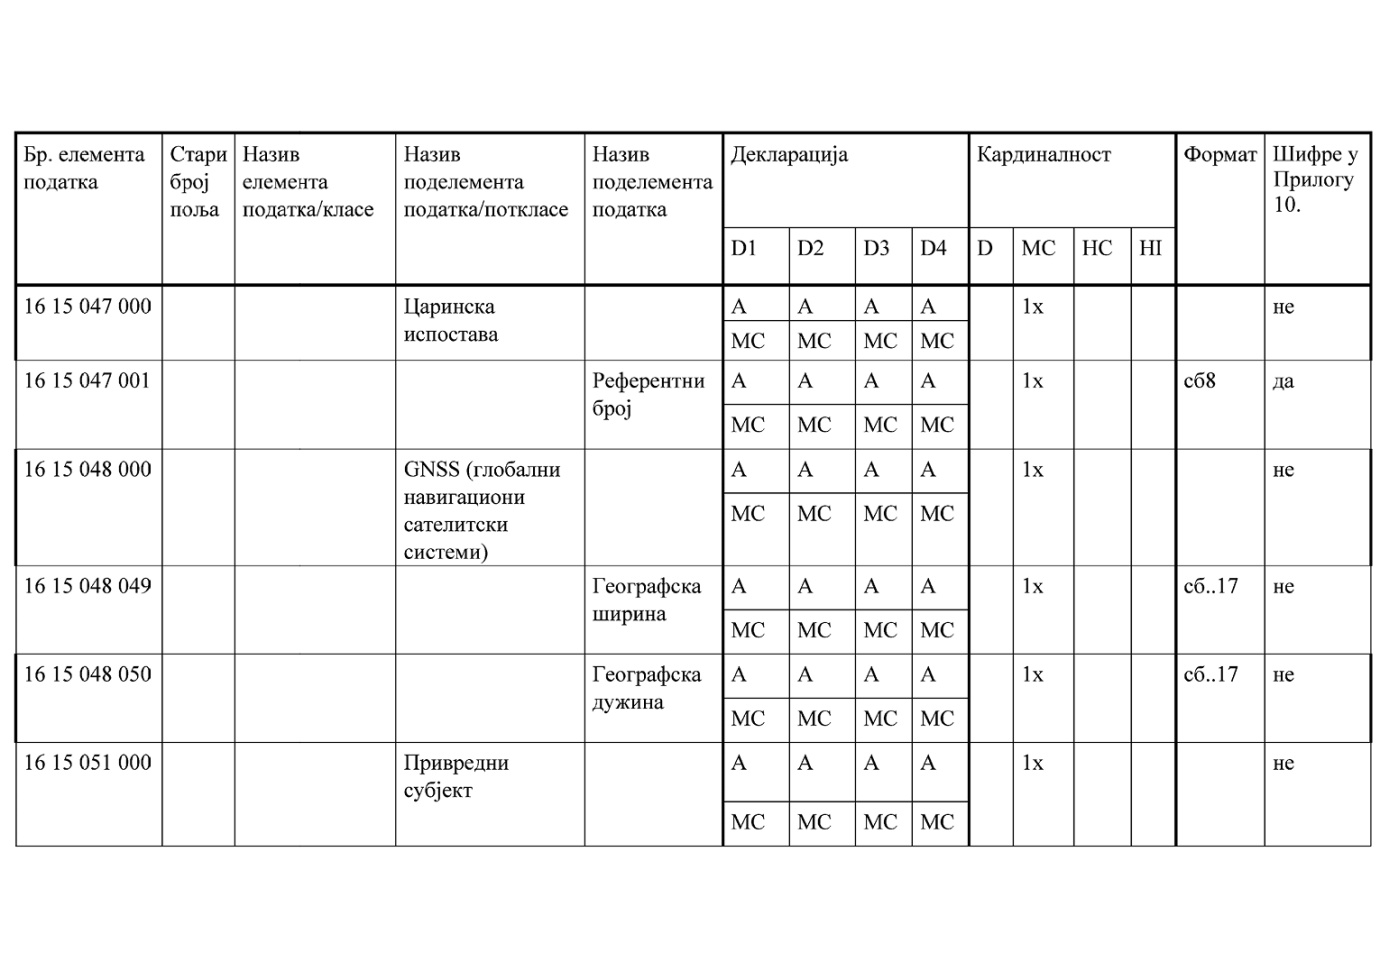 Бр. елемента податка
Стари број поља
Назив елемента податка/класе
Назив поделемента податка/поткласе
Назив поделемента податка
Декларација
Кардиналност
Формат
Шифре у Прилогу 10.
D1 D2 D3 D4 D MC HC HI
16 15 047 000 Царинска испостава A A A A 1x не
MC MC MC MC
16 15 047 001 Референтни број A A A A 1x сб8 да
MC MC MC MC
16 15 048 000 GNSS (глобални навигациони сателитски системи) A A A A 1x не
MC MC MC MC
16 15 048 049 Географска ширина A A A A 1x сб..17 не
MC MC MC MC
16 15 048 050 Географска дужина A A A A 1x сб..17 не
MC MC MC MC
16 15 051 000 Привредни субјект A A A A 1x не
MC MC MC MC